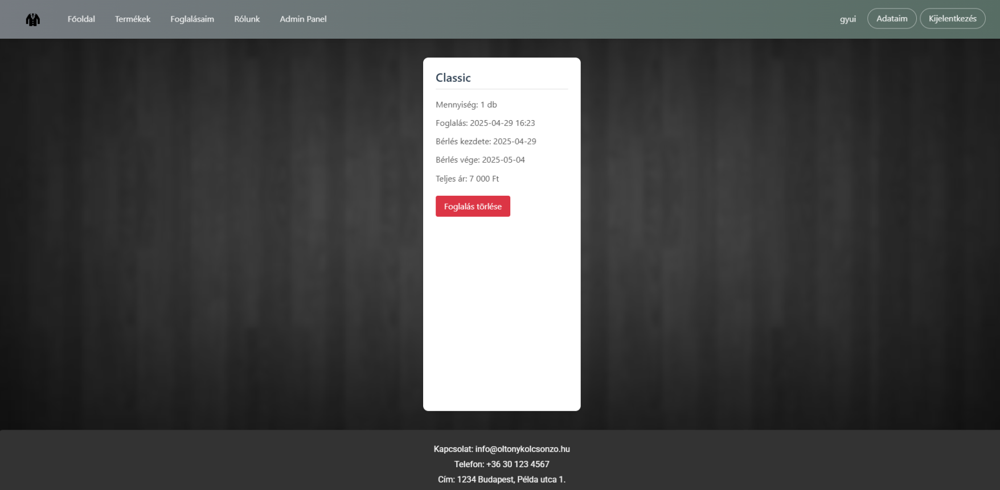 Főoldal Termékek Foglalásaim Rólunk Admin Panel gyui Adataim Kijelentkezés
Classic
Mennyiség: 1 db
Foglalás: 2025-04-29 16:23
Bérlés kezdete: 2025-04-29
Bérlés vége: 2025-05-04
Teljes ár: 7 000 Ft
Foglalás törlése
Kapcsolat: info@oltonykolcsonzo.hu
Telefon: +36 30 123 4567
Cím: 1234 Budapest, Példa utca 1.